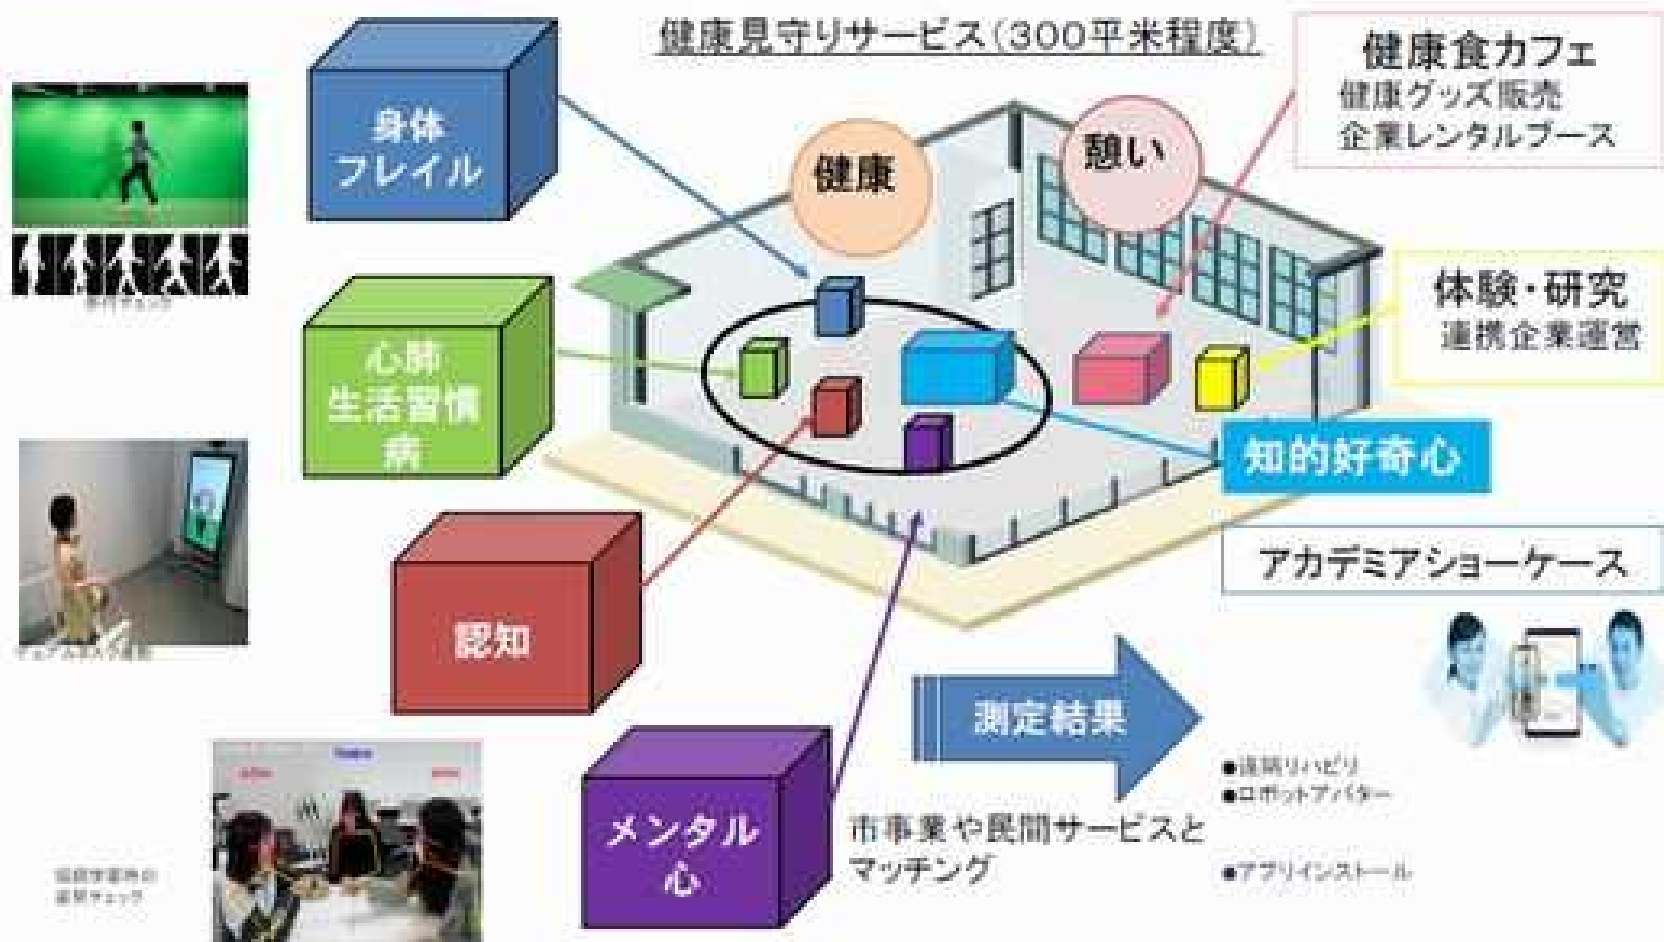 健康見守りサービス(300平米程度)
身体
フレイル
健康
憩い
健康食カフェ
健康グッズ販売
企業レンタルブース
歩行チェック
心肺
生活習慣
病
体験・研究
連携企業運営
知的好奇心
アカデミアショーケース
認知
測定結果
●遠隔リハビリ
●ロボットアバター
メンタル
心
市事業や民間サービスと
マッチング
●アプリインストール